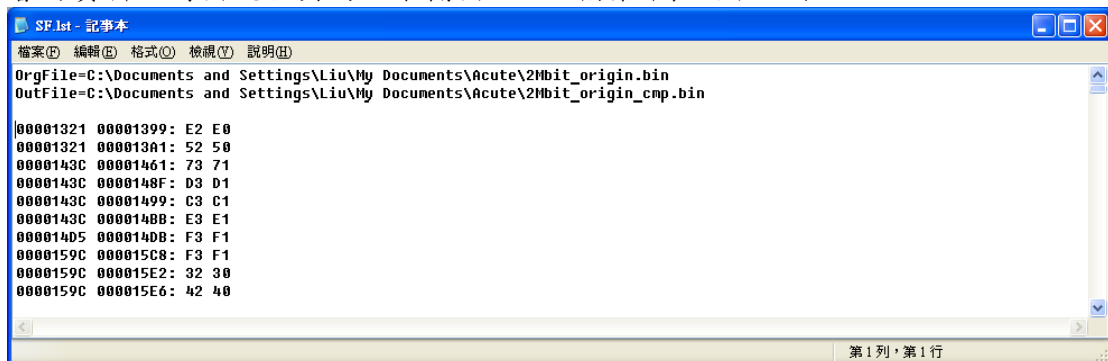 SF.lst - 記事本
檔案(F) 編輯(E) 格式(O) 檢視(V) 說明(H)
OrgFile=C:\Documents and Settings\Liu\My Documents\Acute\2Mbit_origin.bin
OutFile=C:\Documents and Settings\Liu\My Documents\Acute\2Mbit_origin_cmp.bin
00001321 00001399: E2 E0
00001321 000013A1: 52 50
0000143C 00001461: 73 71
0000143C 0000148F: D3 D1
0000143C 00001499: C3 C1
0000143C 000014BB: E3 E1
000014D5 000014DB: F3 F1
0000159C 000015C8: F3 F1
0000159C 000015E2: 32 30
0000159C 000015E6: 42 40
第1列，第1行